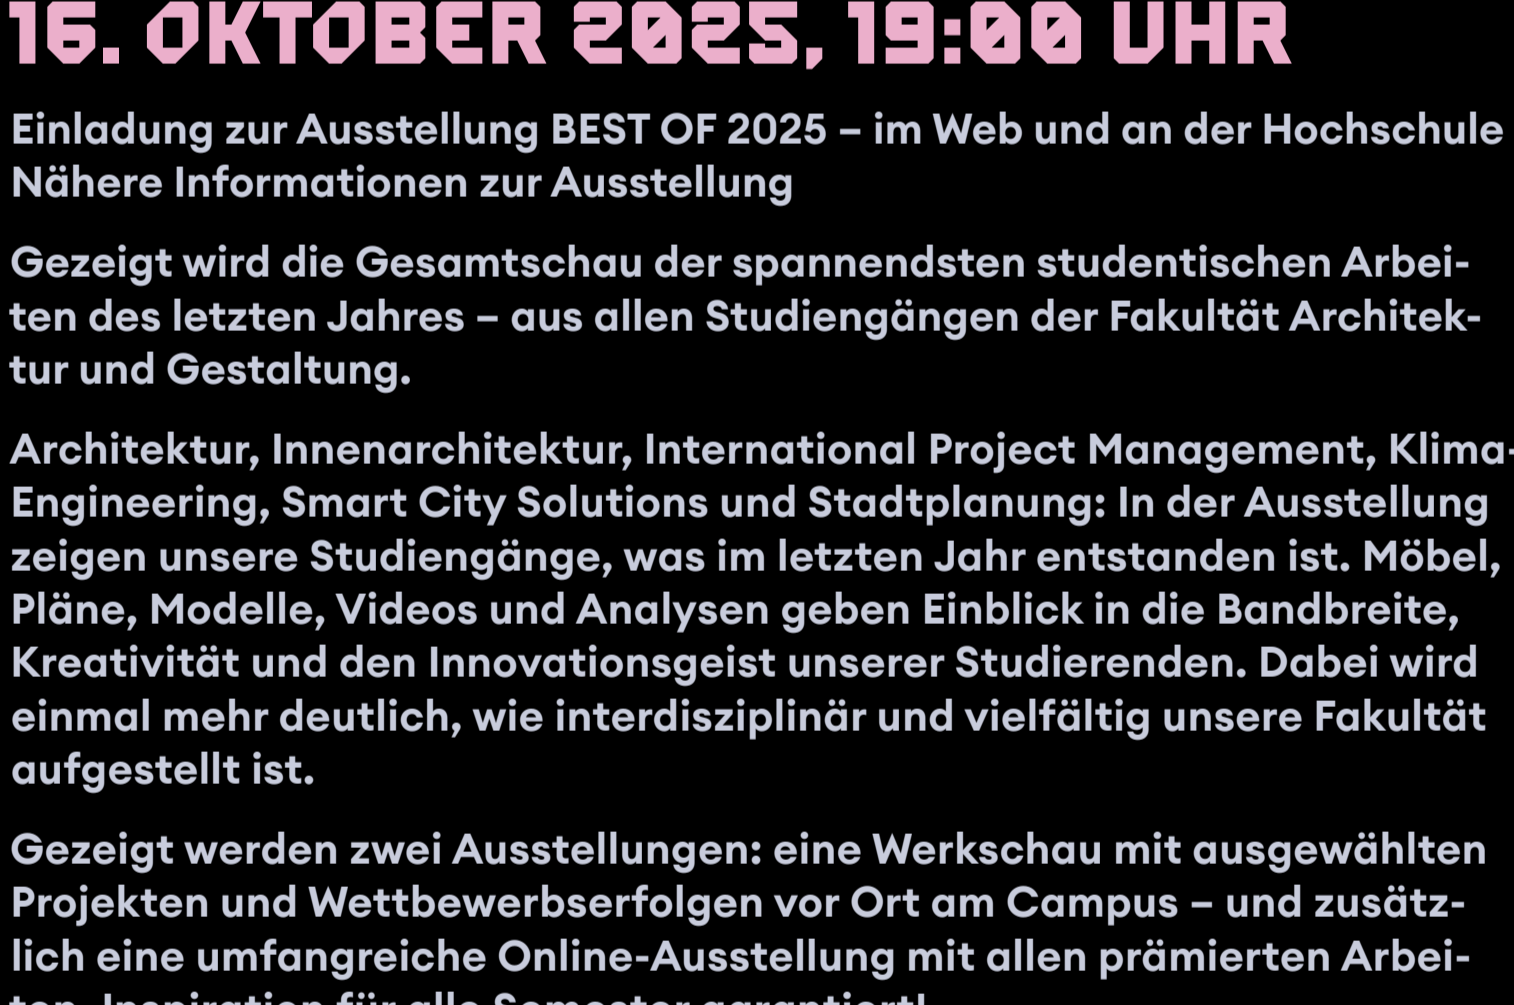 16. OKTOBER 2025, 19:00 UHR
Einladung zur Ausstellung BEST OF 2025 – im Web und an der Hochschule
Nähere Informationen zur Ausstellung
Gezeigt wird die Gesamtschau der spannendsten studentischen Arbei-
ten des letzten Jahres – aus allen Studiengängen der Fakultät Architek-
tur und Gestaltung.
Architektur, Innenarchitektur, International Project Management, Klima-
Engineering, Smart City Solutions und Stadtplanung: In der Ausstellung
zeigen unsere Studiengänge, was im letzten Jahr entstanden ist. Möbel,
Pläne, Modelle, Videos und Analysen geben Einblick in die Bandbreite,
Kreativität und den Innovationsgeist unserer Studierenden. Dabei wird
einmal mehr deutlich, wie interdisziplinär und vielfältig unsere Fakultät
aufgestellt ist.
Gezeigt werden zwei Ausstellungen: eine Werkschau mit ausgewählten
Projekten und Wettbewerbserfolgen vor Ort am Campus – und zusätz-
lich eine umfangreiche Online-Ausstellung mit allen prämierten Arbei-
ten. Inspiration für alle Semester garantiert!